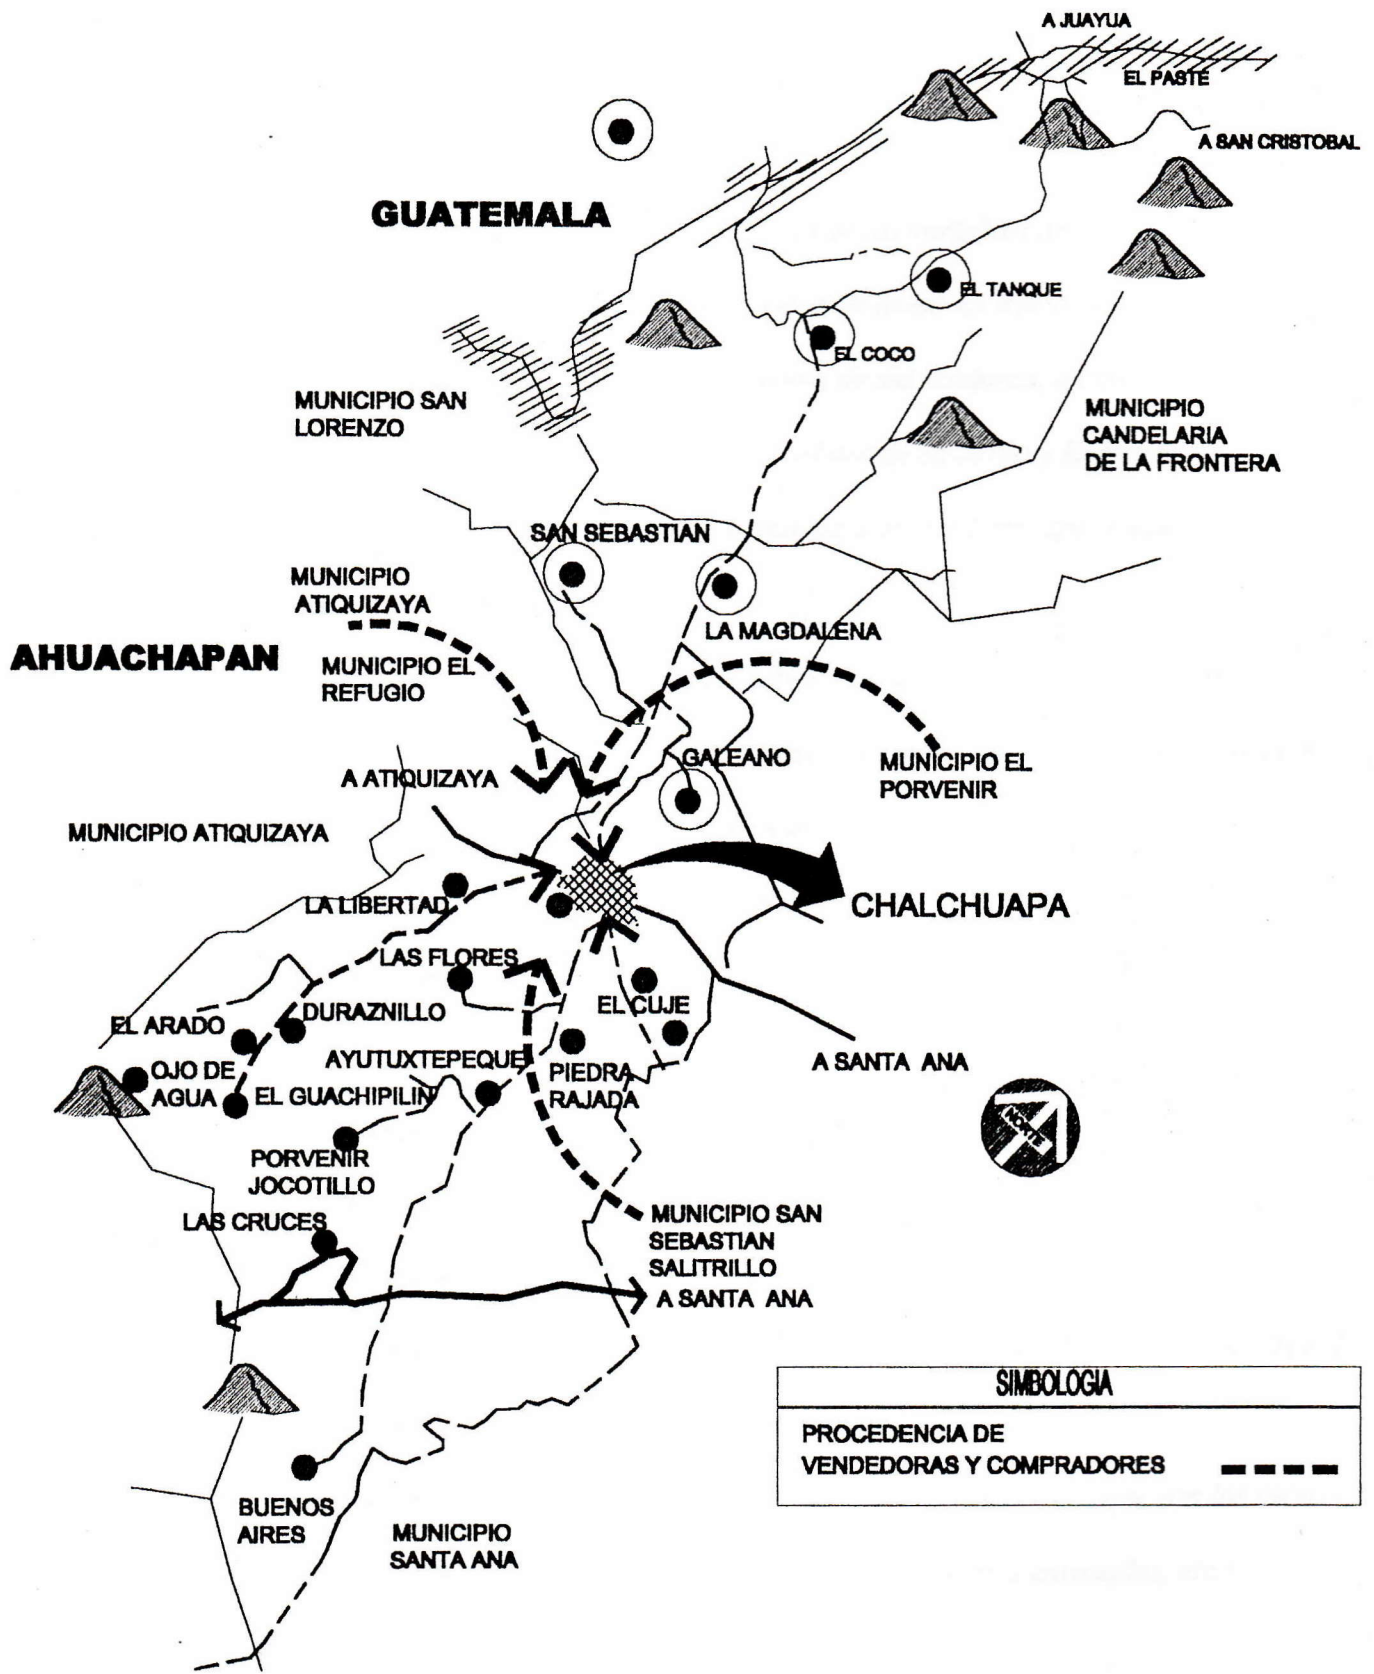 A JUAYUA
EL PASTE
A SAN CRISTOBAL
GUATEMALA
EL TANQUE
EL COCO
MUNICIPIO SAN
LORENZO
MUNICIPIO
CANDELARIA
DE LA FRONTERA
SAN SEBASTIAN
MUNICIPIO
ATIQUIZAYA
LA MAGDALENA
AHUACHAPAN
MUNICIPIO EL
REFUGIO
GALEANO
MUNICIPIO EL
PORVENIR
A ATIQUIZAYA
MUNICIPIO ATIQUIZAYA
LA LIBERTAD
CHALCHUAPA
LAS FLORES
EL CUJE
DURAZNILLO
EL ARADO
AYUTUXTEPEQUE
PIEDRA
RAJADA
A SANTA ANA
OJO DE
AGUA
EL GUACHIPILIN
NORTE
PORVENIR
JOCOTILLO
LAS CRUCES
MUNICIPIO SAN
SEBASTIAN
SALITRILLO
A SANTA ANA
SIMBOLOGIA
PROCEDENCIA DE
VENDEDORAS Y COMPRADORES
BUENOS
AIRES
MUNICIPIO
SANTA ANA